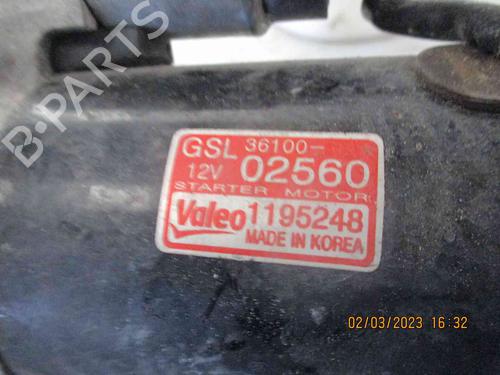 B-PARTS
GSL 36100-
12V 02560
STARTER MOTOR
Valeo 1195248
MADE IN KOREA
02/03/2023 16:32